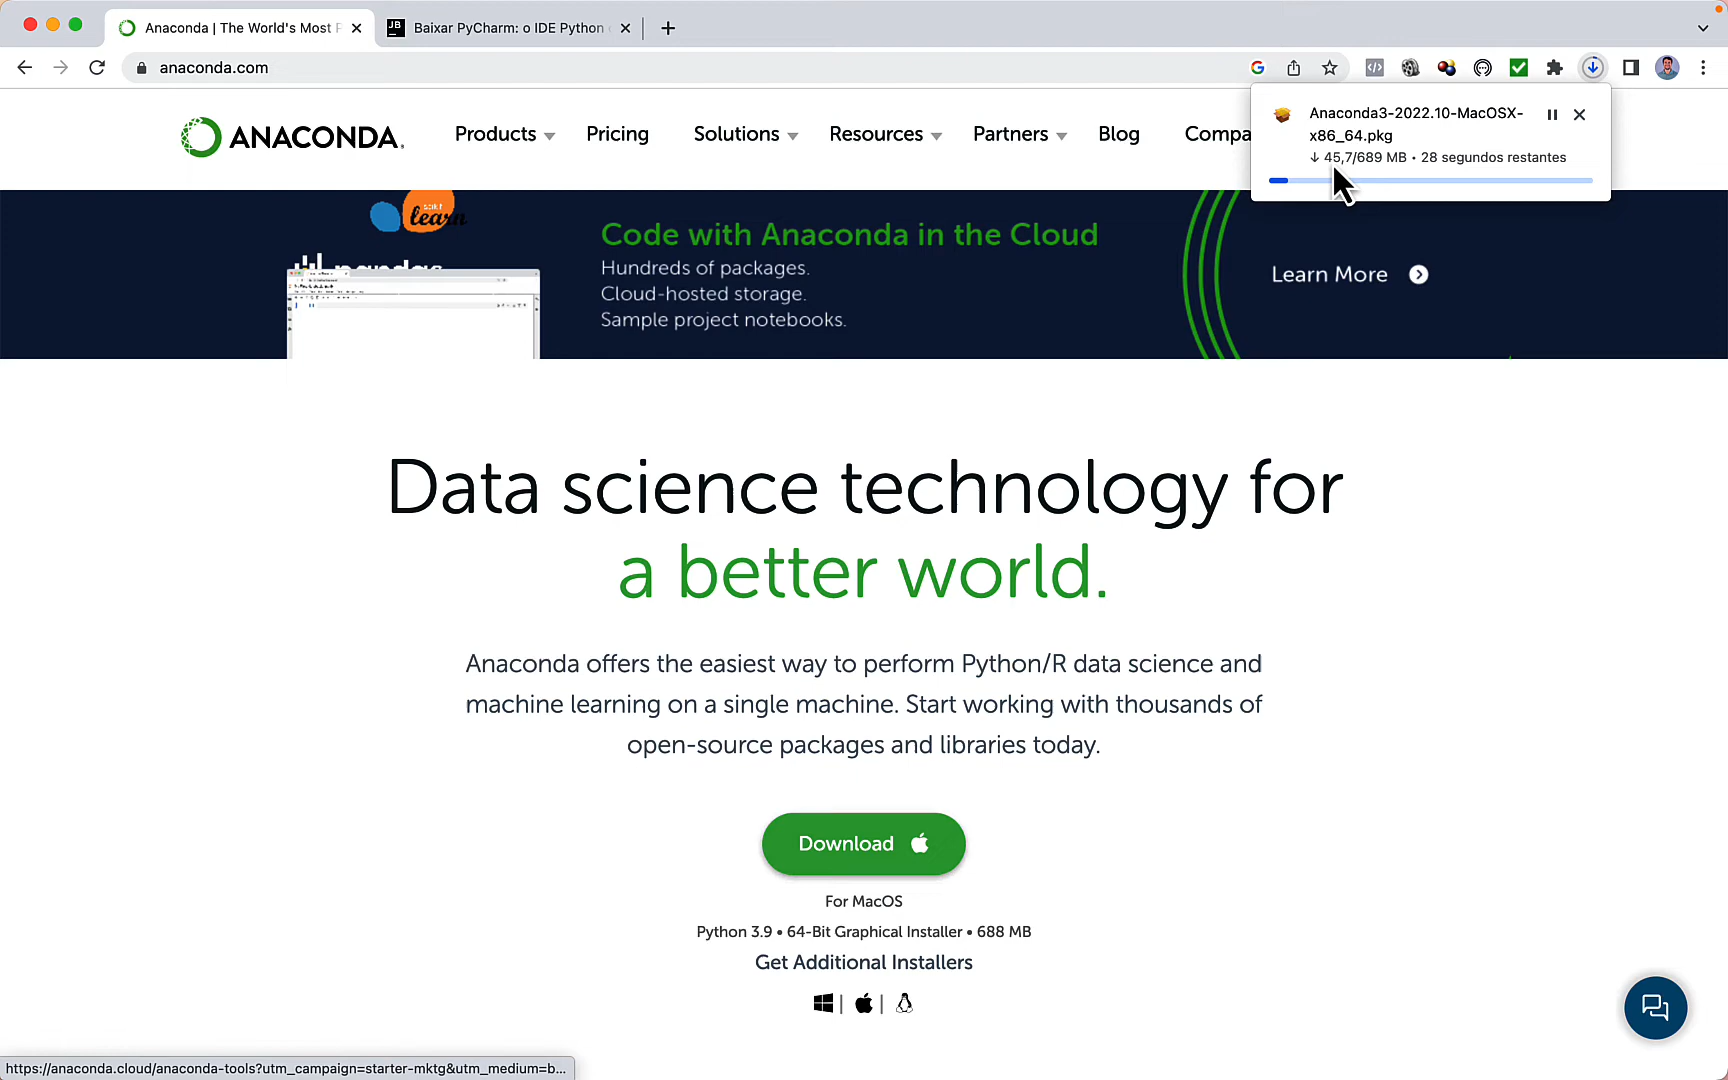 Anaconda | The World's Most P
Baixar PyCharm: o IDE Python
anaconda.com
Anaconda3-2022.10-MacOSX-
x86_64.pkg
↓ 45,7/689 MB • 28 segundos restantes
ANACONDA.
Products
Pricing
Solutions
Resources
Partners
Blog
Compa
learn
Code with Anaconda in the Cloud
Hundreds of packages.
Cloud-hosted storage.
Sample project notebooks.
Learn More
Data science technology for
a better world.
Anaconda offers the easiest way to perform Python/R data science and
machine learning on a single machine. Start working with thousands of
open-source packages and libraries today.
Download
For MacOS
Python 3.9 • 64-Bit Graphical Installer • 688 MB
Get Additional Installers
https://anaconda.cloud/anaconda-tools?utm_campaign=starter-mktg&utm_medium=b...